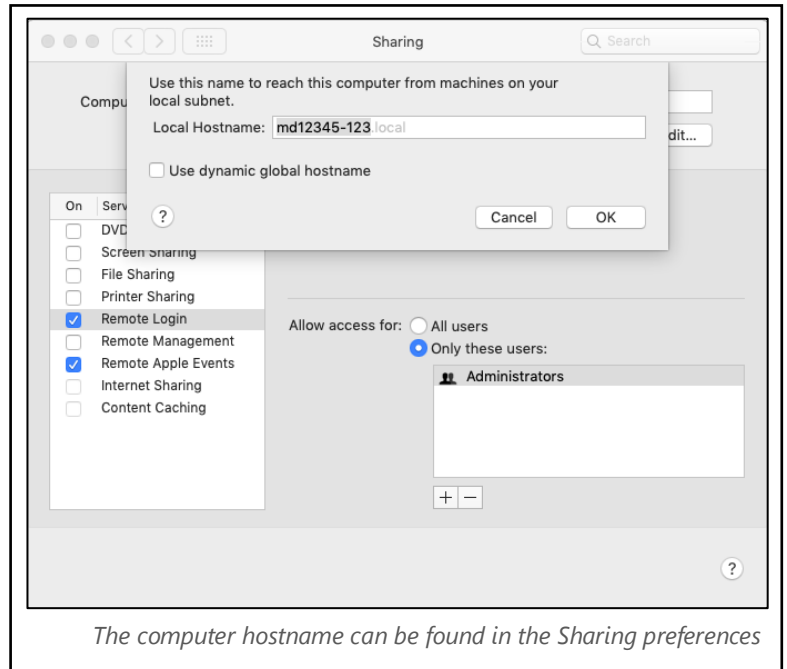 Sharing
Search
Use this name to reach this computer from machines on your
local subnet.
Local Hostname: md12345-123.local
Use dynamic global hostname
? Cancel OK
On
DVD
Screen Sharing
File Sharing
Printer Sharing
Remote Login
Remote Management
Remote Apple Events
Internet Sharing
Content Caching
Allow access for: All users
Only these users:
Administrators
+ −
?
The computer hostname can be found in the Sharing preferences